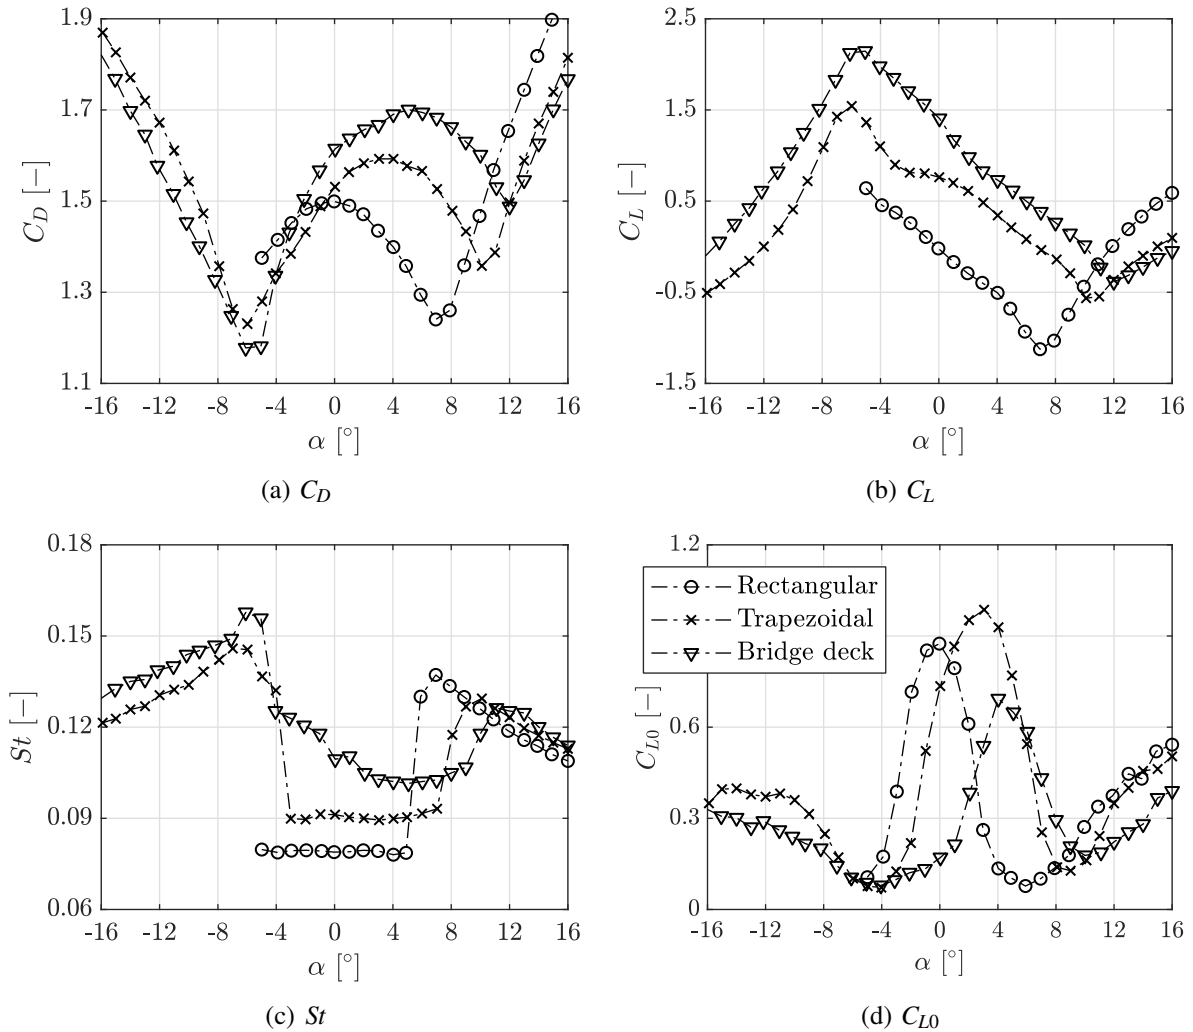 1.9
1.7
1.5
1.3
1.1
C_D [−]
-16 -12 -8 -4 0 4 8 12 16
α [°]
(a) C_D
2.5
1.5
0.5
-0.5
-1.5
C_L [−]
-16 -12 -8 -4 0 4 8 12 16
α [°]
(b) C_L
0.18
0.15
0.12
0.09
0.06
St [−]
-16 -12 -8 -4 0 4 8 12 16
α [°]
(c) St
1.2
Rectangular
Trapezoidal
Bridge deck
0.6
0.3
0
C_{L0} [−]
-16 -12 -8 -4 0 4 8 12 16
α [°]
(d) C_{L0}